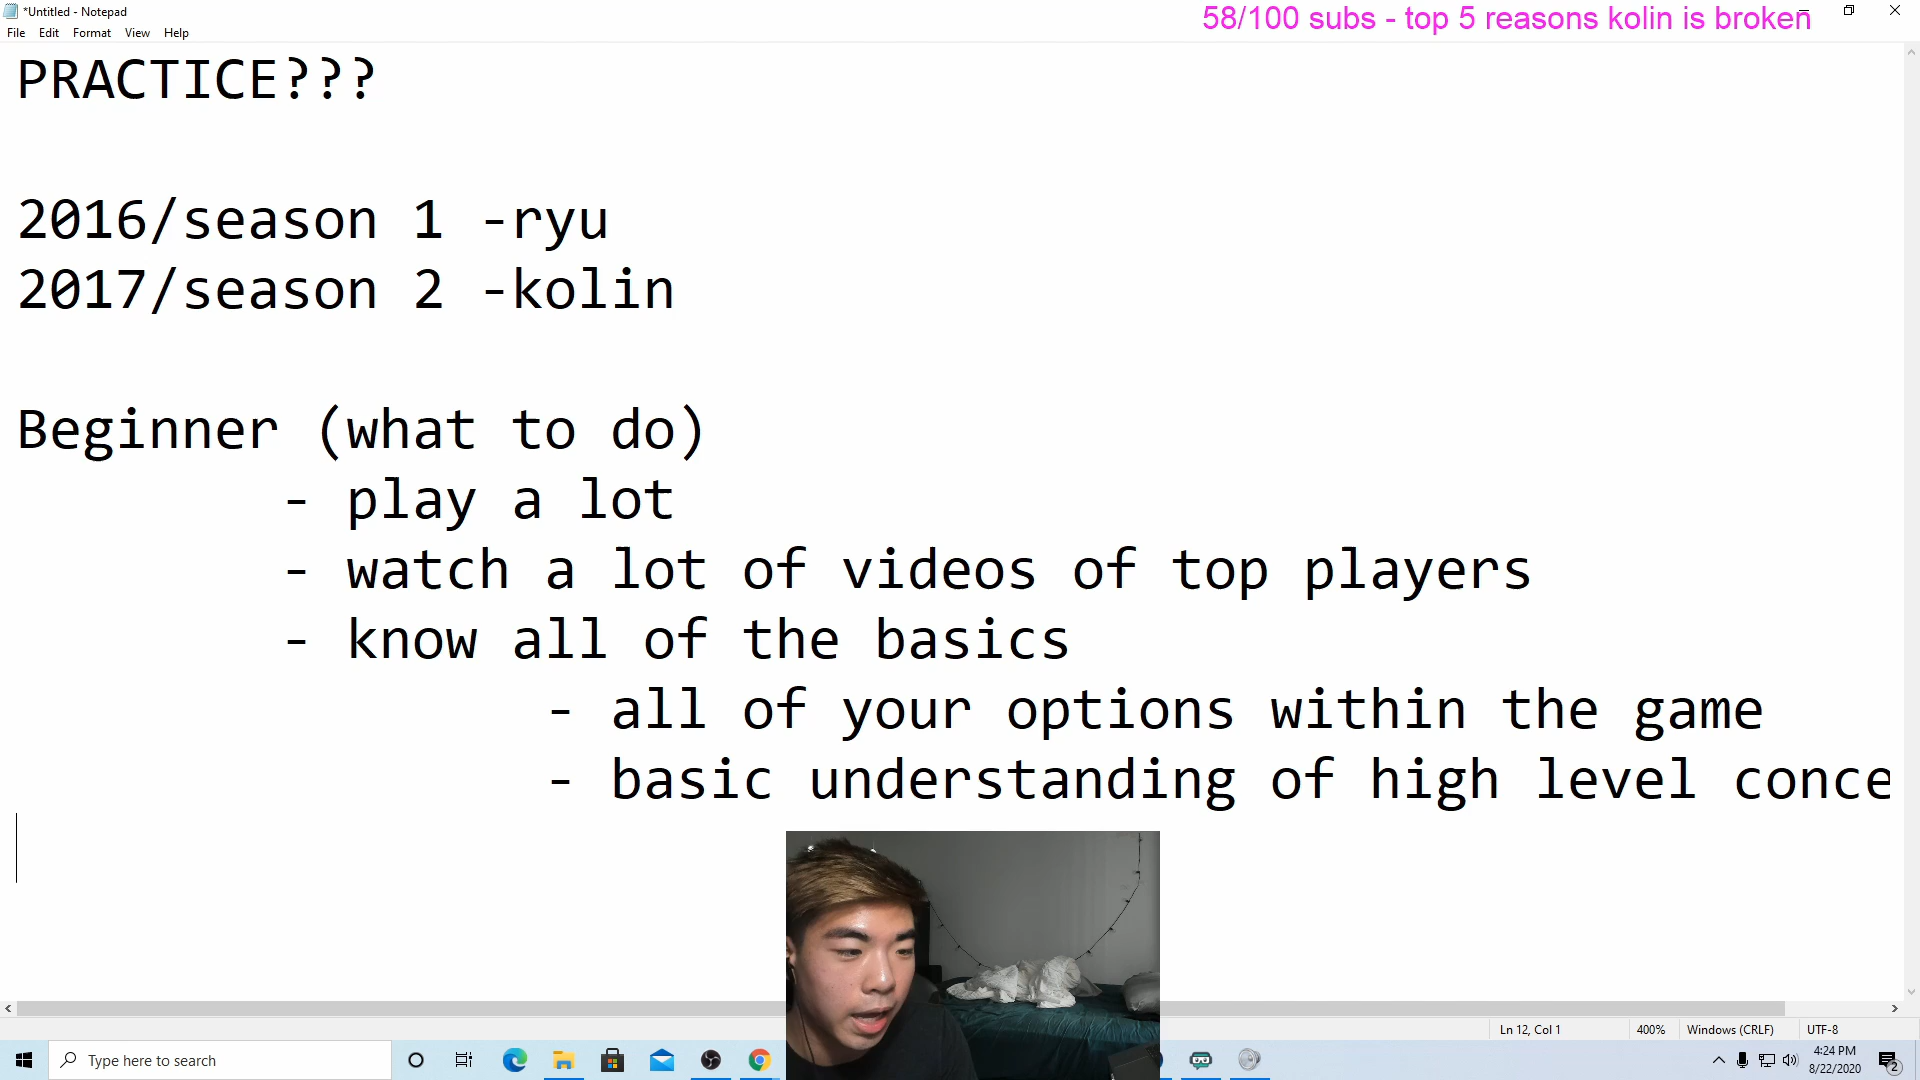 *Untitled - Notepad
58/100 subs - top 5 reasons kolin is broken
File Edit Format View Help
PRACTICE???
2016/season 1 -ryu
2017/season 2 -kolin
Beginner (what to do)
- play a lot
- watch a lot of videos of top players
- know all of the basics
- all of your options within the game
- basic understanding of high level conce
Ln 12, Col 1 400% Windows (CRLF) UTF-8
Type here to search
4:24 PM
8/22/2020
2